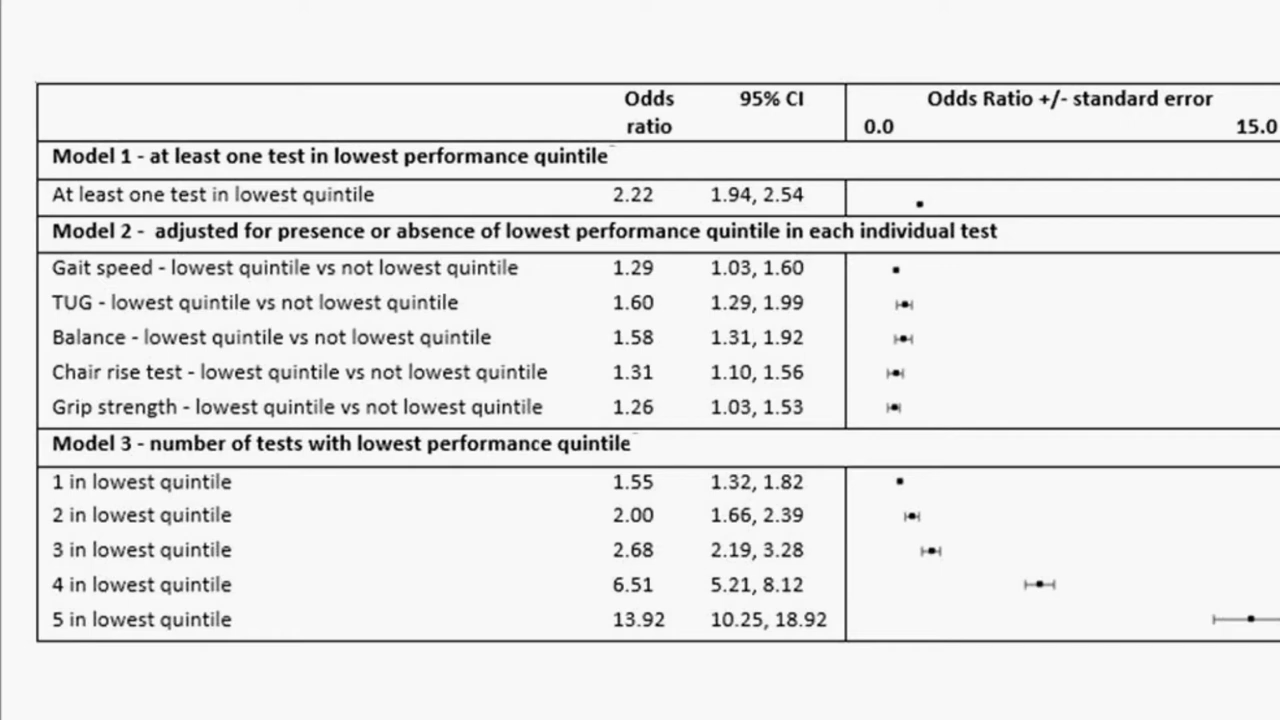 Odds ratio 95% CI Odds Ratio +/- standard error
0.0 15.0
Model 1 - at least one test in lowest performance quintile
At least one test in lowest quintile 2.22 1.94, 2.54
Model 2 - adjusted for presence or absence of lowest performance quintile in each individual test
Gait speed - lowest quintile vs not lowest quintile 1.29 1.03, 1.60
TUG - lowest quintile vs not lowest quintile 1.60 1.29, 1.99
Balance - lowest quintile vs not lowest quintile 1.58 1.31, 1.92
Chair rise test - lowest quintile vs not lowest quintile 1.31 1.10, 1.56
Grip strength - lowest quintile vs not lowest quintile 1.26 1.03, 1.53
Model 3 - number of tests with lowest performance quintile
1 in lowest quintile 1.55 1.32, 1.82
2 in lowest quintile 2.00 1.66, 2.39
3 in lowest quintile 2.68 2.19, 3.28
4 in lowest quintile 6.51 5.21, 8.12
5 in lowest quintile 13.92 10.25, 18.92